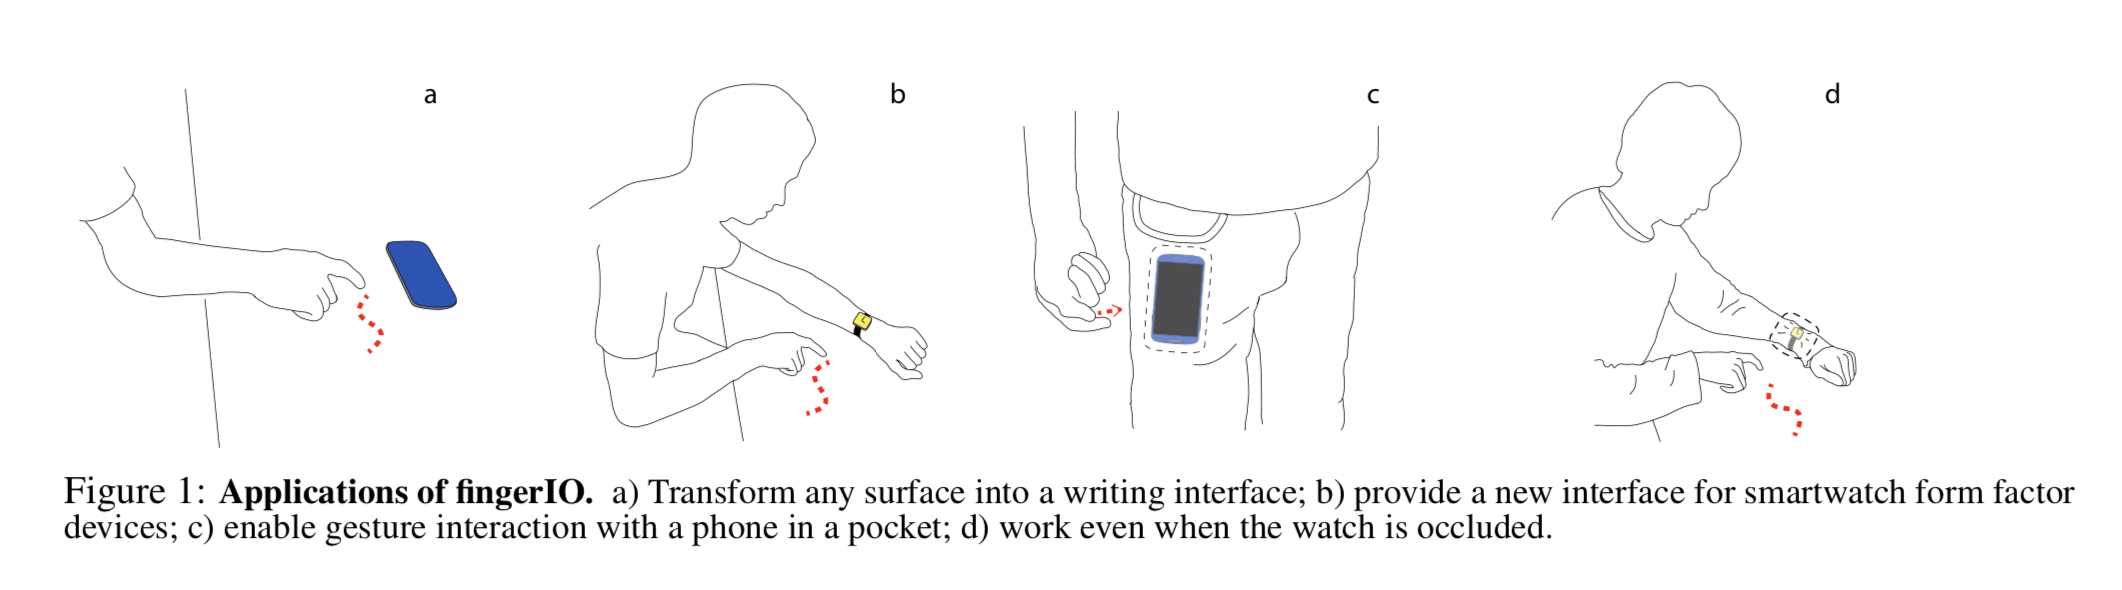 a
b
c
d
Figure 1: Applications of fingerIO. a) Transform any surface into a writing interface; b) provide a new interface for smartwatch form factor
devices; c) enable gesture interaction with a phone in a pocket; d) work even when the watch is occluded.